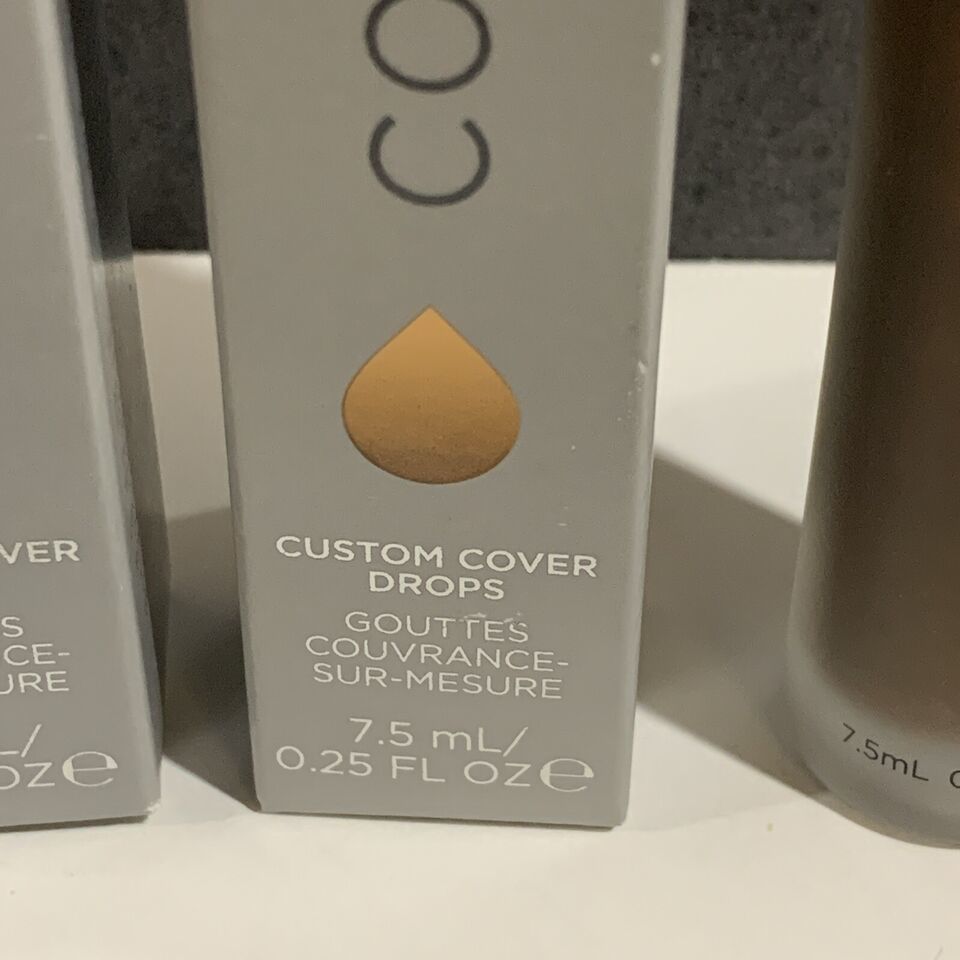 CO
CUSTOM COVER
DROPS
GOUTTES
COUVRANCE-
SUR-MESURE
7.5 mL/
0.25 FL OZ e
VER
S
CE-
URE
L/
OZ e
7.5mL